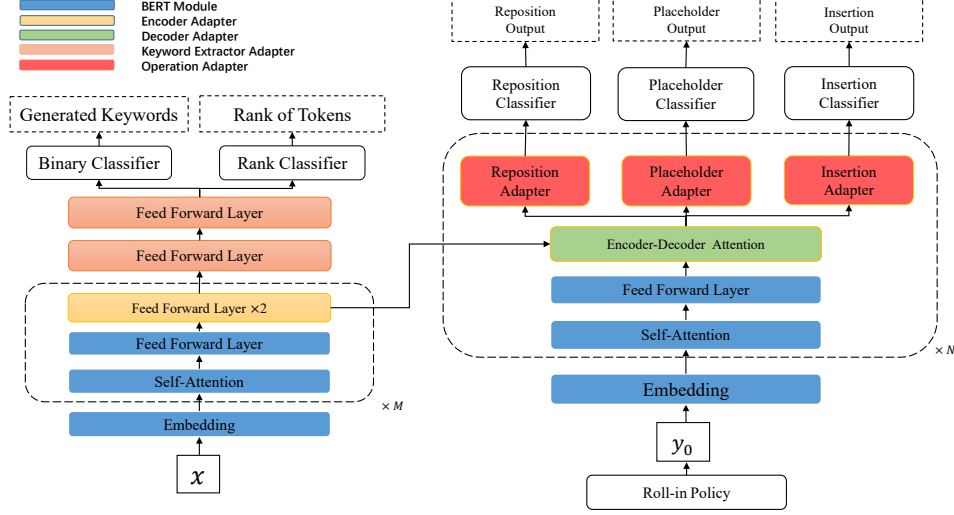 BERT Module
Encoder Adapter
Decoder Adapter
Keyword Extractor Adapter
Operation Adapter
Generated Keywords
Rank of Tokens
Binary Classifier
Rank Classifier
Feed Forward Layer
Feed Forward Layer
Feed Forward Layer ×2
Feed Forward Layer
Self-Attention
× M
Embedding
x
Reposition
Output
Placeholder
Output
Insertion
Output
Reposition
Classifier
Placeholder
Classifier
Insertion
Classifier
Reposition
Adapter
Placeholder
Adapter
Insertion
Adapter
Encoder-Decoder Attention
Feed Forward Layer
Self-Attention
× N
Embedding
y₀
Roll-in Policy